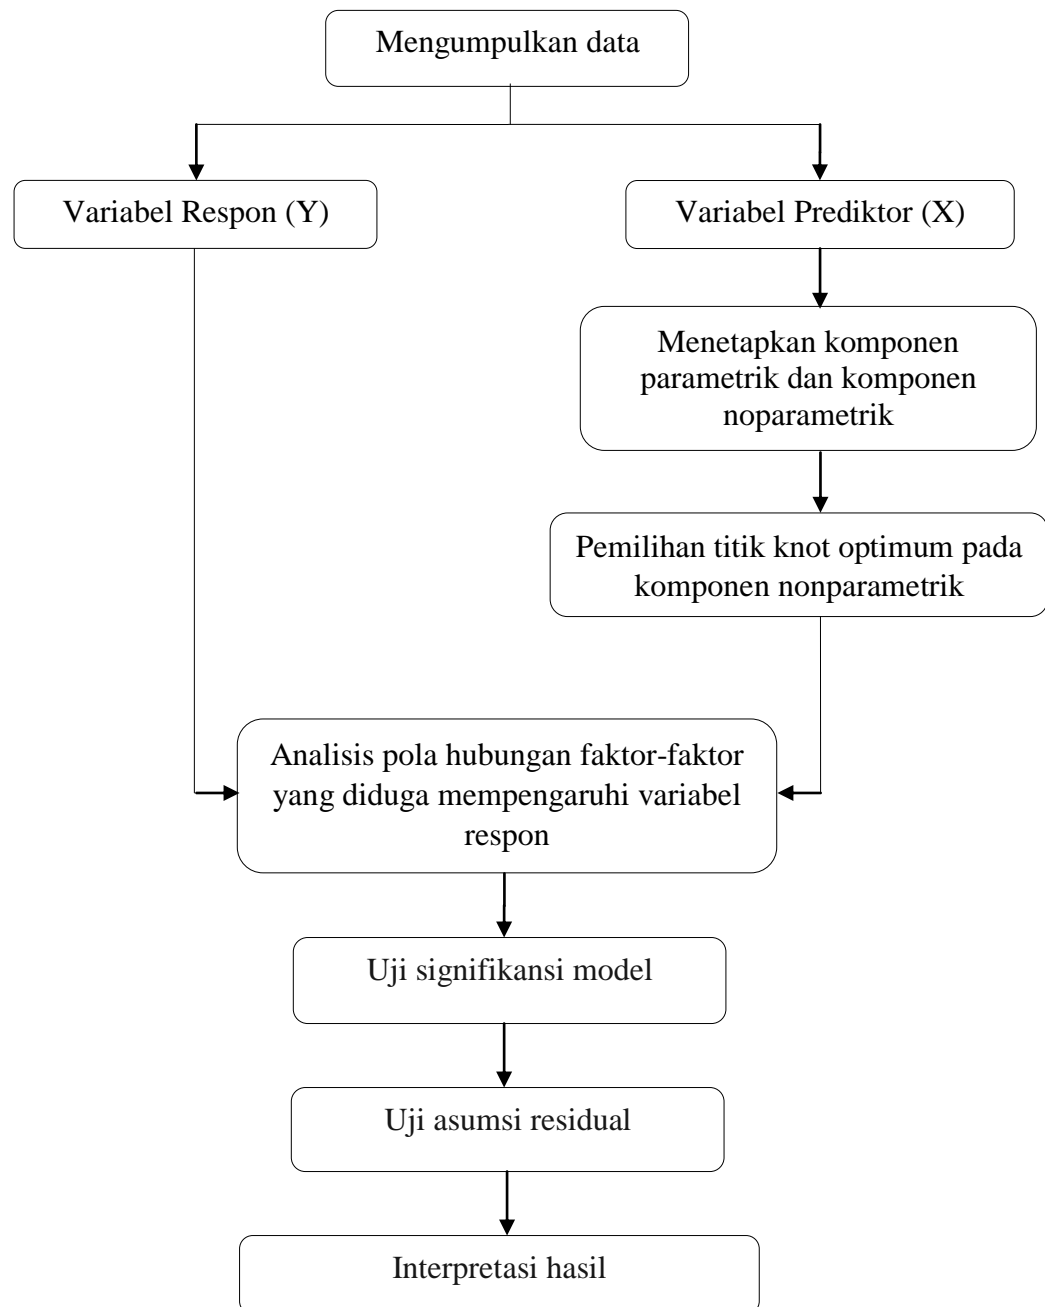 Mengumpulkan data
Variabel Respon (Y)
Variabel Prediktor (X)
Menetapkan komponen
parametrik dan komponen
noparametrik
Pemilihan titik knot optimum pada
komponen nonparametrik
Analisis pola hubungan faktor-faktor
yang diduga mempengaruhi variabel
respon
Uji signifikansi model
Uji asumsi residual
Interpretasi hasil